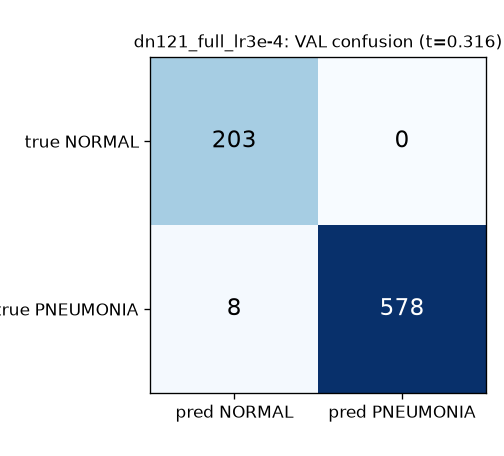 dn121_full_lr3e-4: VAL confusion (t=0.316)
true NORMAL 203 0
true PNEUMONIA 8 578
pred NORMAL pred PNEUMONIA